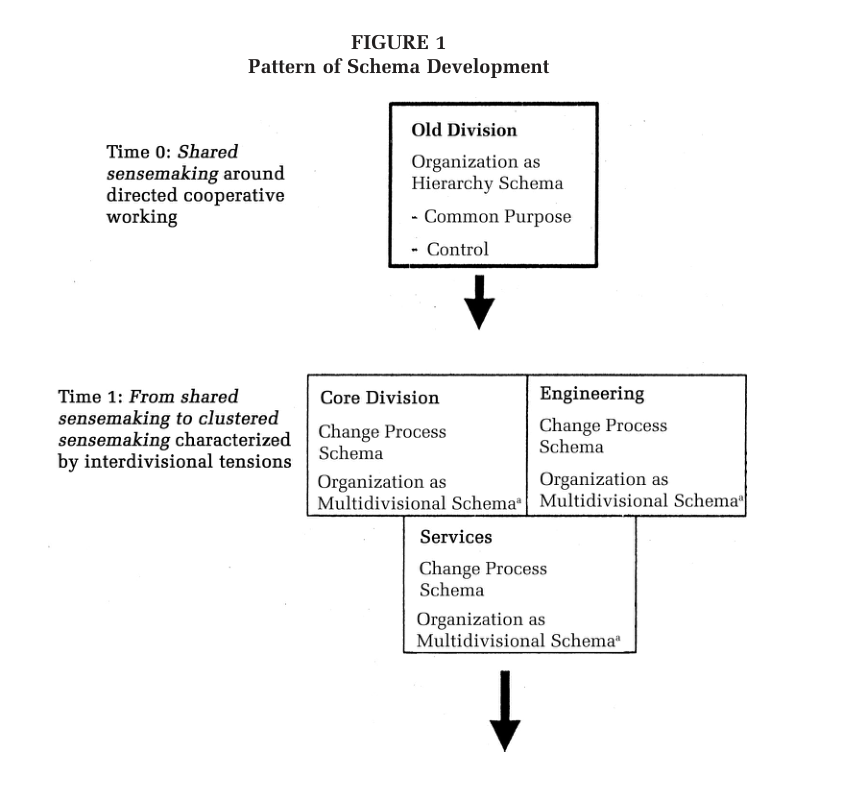 FIGURE 1
Pattern of Schema Development
Time 0: Shared
sensemaking around
directed cooperative
working
Old Division
Organization as
Hierarchy Schema
- Common Purpose
- Control
Time 1: From shared
sensemaking to clustered
sensemaking characterized
by interdivisional tensions
Core Division
Change Process
Schema
Organization as
Multidivisional Schemaᵃ
Engineering
Change Process
Schema
Organization as
Multidivisional Schemaᵃ
Services
Change Process
Schema
Organization as
Multidivisional Schemaᵃ